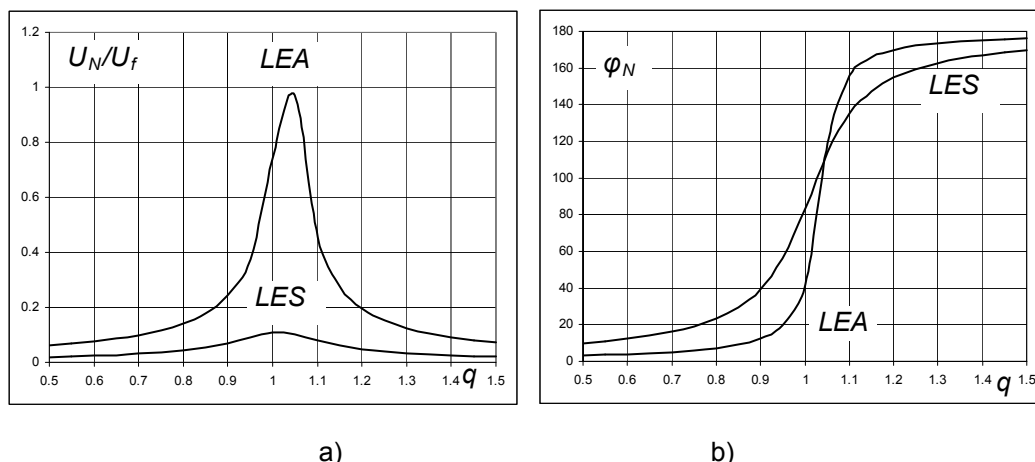 1.2
1
0.8
0.6
0.4
0.2
0
U_N/U_f
LEA
LES
0.5 0.6 0.7 0.8 0.9 1 1.1 1.2 1.3 1.4 1.5
q
a)
180
160
140
120
100
80
60
40
20
0
φ_N
LES
LEA
0.5 0.6 0.7 0.8 0.9 1.0 1.1 1.2 1.3 1.4 1.5
q
b)